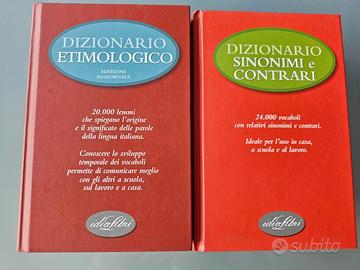 DIZIONARIO
ETIMOLOGICO
EDIZIONE
AGGIORNATA
20.000 lemmi
che spiegano l'origine
e il significato delle parole
della lingua italiana.
Conoscere lo sviluppo
temporale dei vocaboli
permette di comunicare meglio
con gli altri a scuola,
sul lavoro e a casa.
idealibri
DIZIONARIO
SINONIMI e
CONTRARI
24.000 vocaboli
con relativi sinonimi e contrari.
Ideale per l'uso in casa,
a scuola e al lavoro.
idealibri
subito